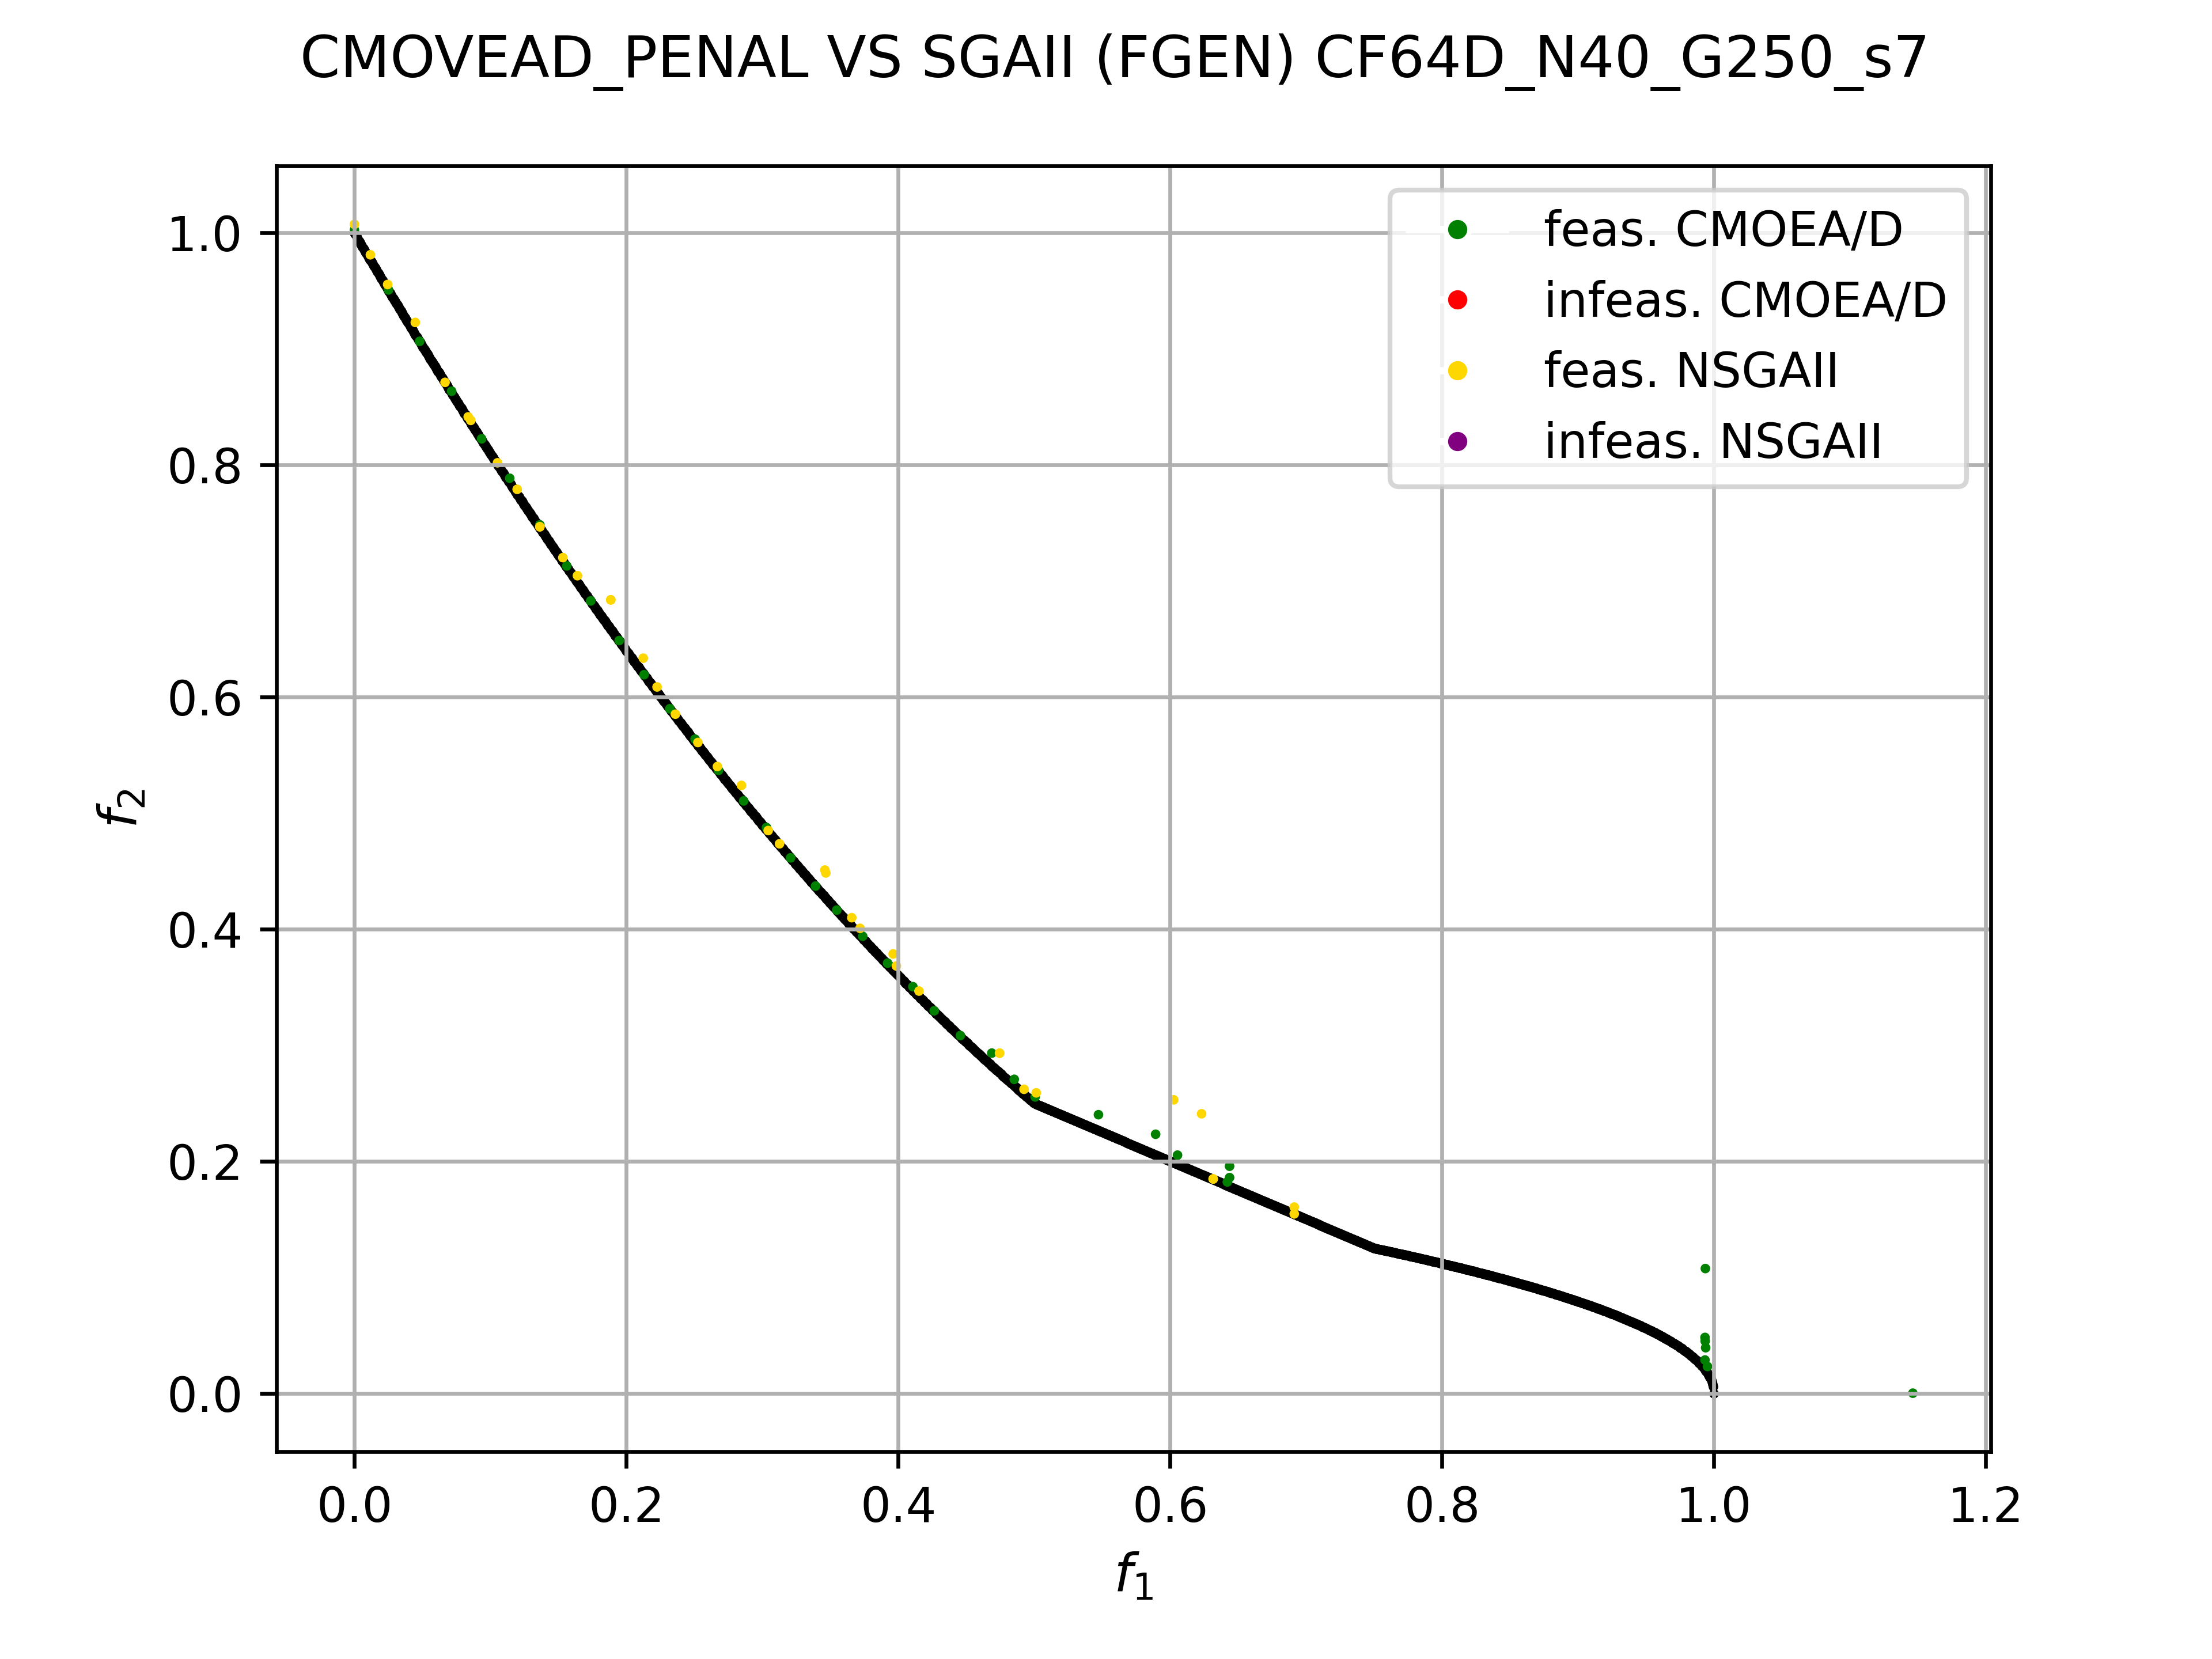 CMOVEAD_PENAL VS SGAII (FGEN) CF64D_N40_G250_s7
feas. CMOEA/D
infeas. CMOEA/D
feas. NSGAII
infeas. NSGAII
1.0
0.8
0.6
0.4
0.2
0.0
f2
0.0 0.2 0.4 0.6 0.8 1.0 1.2
f1